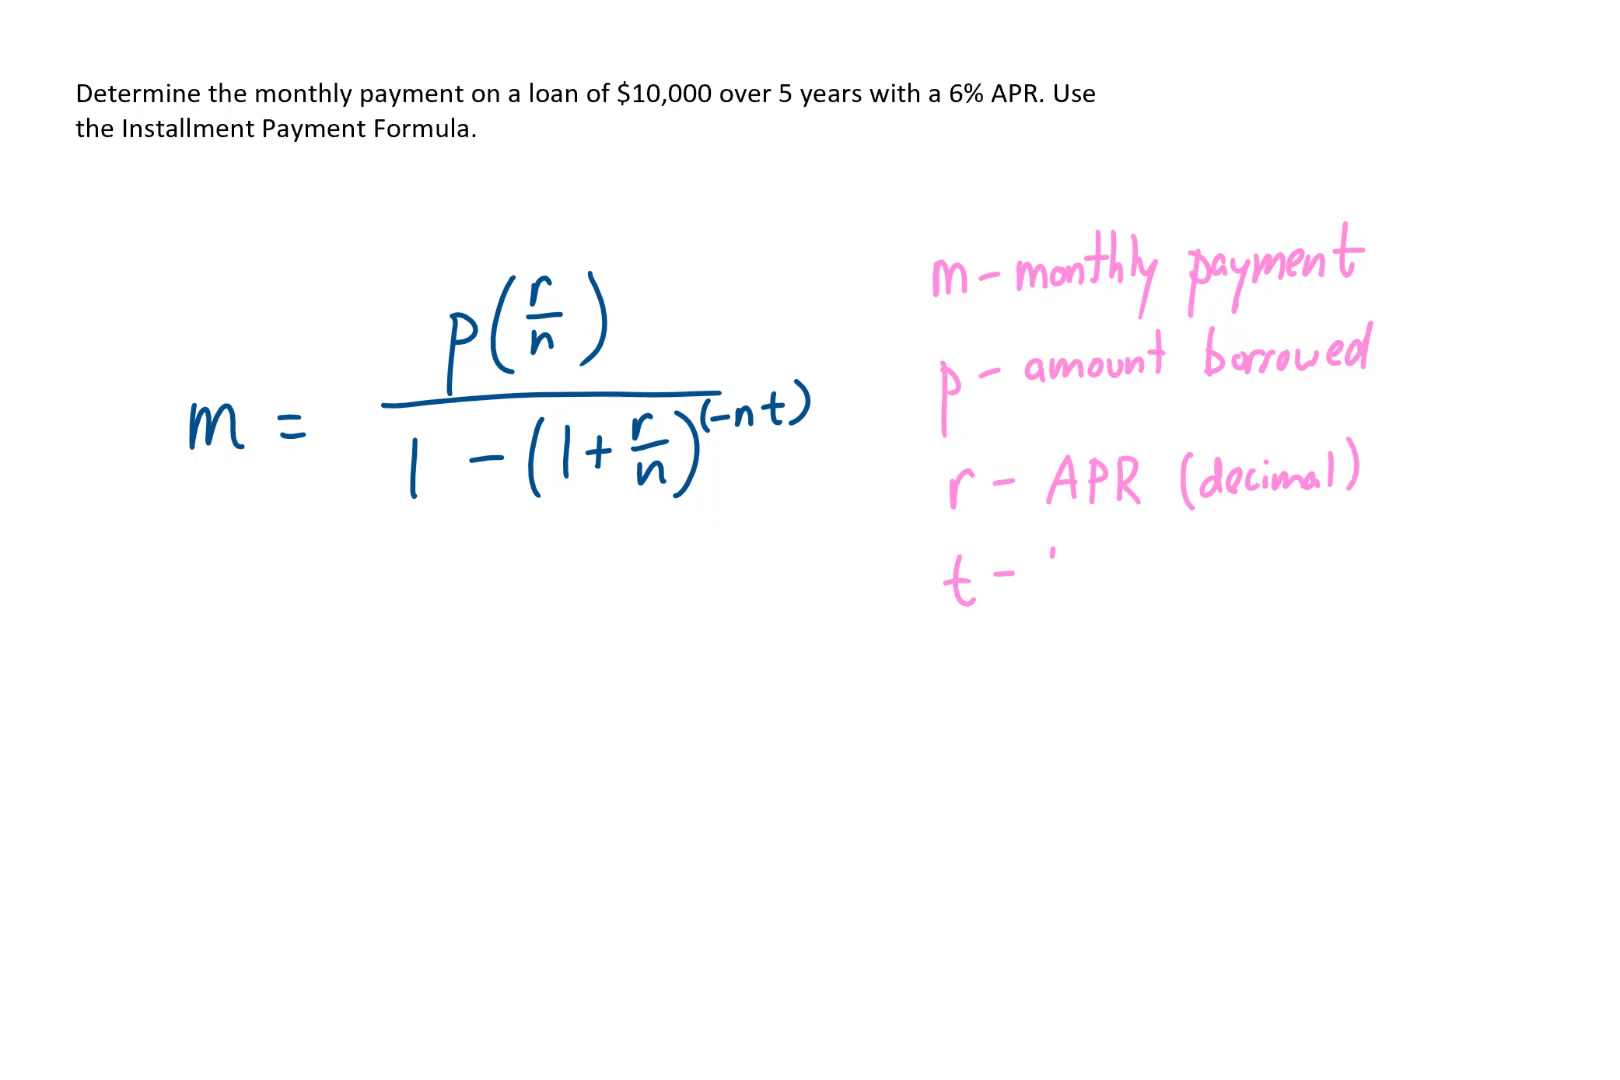 Determine the monthly payment on a loan of $10,000 over 5 years with a 6% APR. Use
the Installment Payment Formula.
m = p(r/n) / 1 - (1 + r/n)^(-nt)
m - monthly payment
p - amount borrowed
r - APR (decimal)
t -